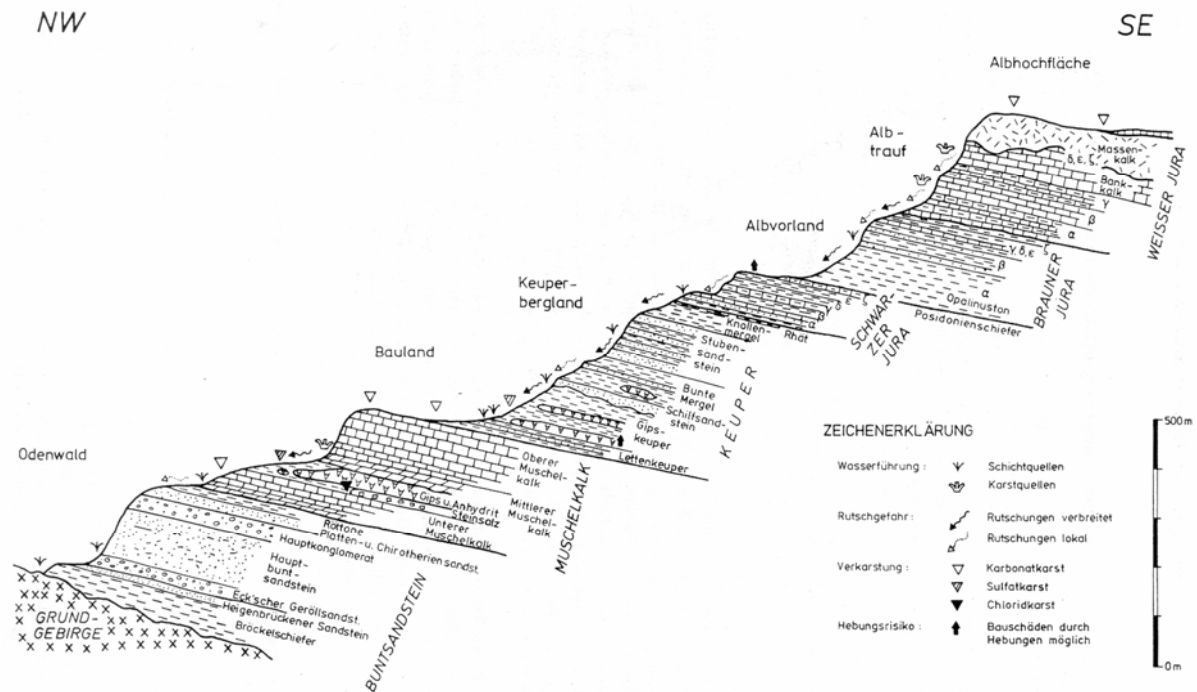 NW
SE
Albhochfläche
Alb-
trauf
Massen-
kalk
δ, ε, ζ
Bank-
kalk
γ
β
α
WEISSER JURA
Albvorland
γ, δ, ε
ζ
β
α
Opalinuston
Posidonienschiefer
BRAUNER
JURA
Keuper-
bergland
α β γ δ ε ζ
SCHWAR-
ZER
JURA
Knollen-
mergel
Rhät
Stuben-
sand-
stein
Bunte
Mergel
Schilfsand-
stein
Gips-
keuper
Lettenkeuper
KEUPER
Bauland
Oberer
Muschel-
kalk
Gips u. Anhydrit
Steinsalz
Mittlerer
Muschel-
kalk
Unterer
Muschelkalk
MUSCHELKALK
Odenwald
Röttone
Platten- u. Chirotheriensandst.
Hauptkonglomerat
Haupt-
bunt-
sandstein
Eck'scher Geröllsandst.
Heigenbrückener Sandstein
Bröckelschiefer
BUNTSANDSTEIN
GRUND-
GEBIRGE
ZEICHENERKLÄRUNG
Wasserführung : Schichtquellen
Karstquellen
Rutschgefahr : Rutschungen verbreitet
Rutschungen lokal
Verkarstung : Karbonatkarst
Sulfatkarst
Chloridkarst
Hebungsrisiko : Bauschäden durch
Hebungen möglich
500m
0m